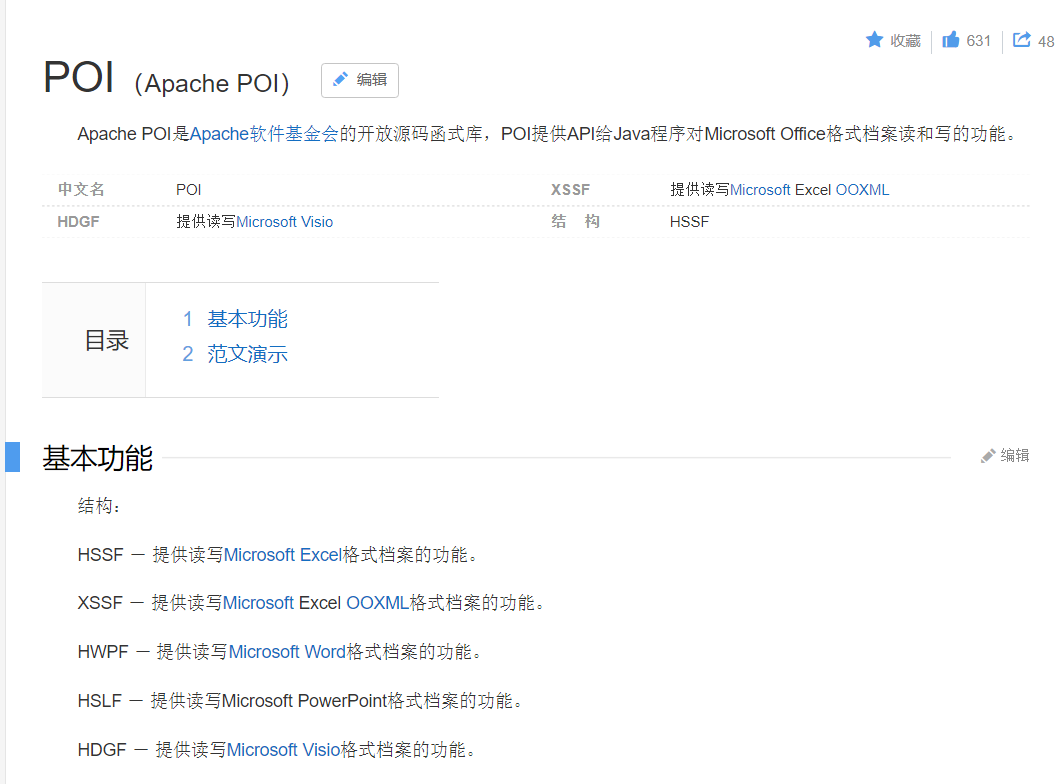 收藏 631 48
POI （Apache POI） 编辑
Apache POI是Apache软件基金会的开放源码函式库，POI提供API给Java程序对Microsoft Office格式档案读和写的功能。
中文名 POI XSSF 提供读写Microsoft Excel OOXML
HDGF 提供读写Microsoft Visio 结 构 HSSF
目录
1 基本功能
2 范文演示
基本功能 编辑
结构：
HSSF － 提供读写Microsoft Excel格式档案的功能。
XSSF － 提供读写Microsoft Excel OOXML格式档案的功能。
HWPF － 提供读写Microsoft Word格式档案的功能。
HSLF － 提供读写Microsoft PowerPoint格式档案的功能。
HDGF － 提供读写Microsoft Visio格式档案的功能。